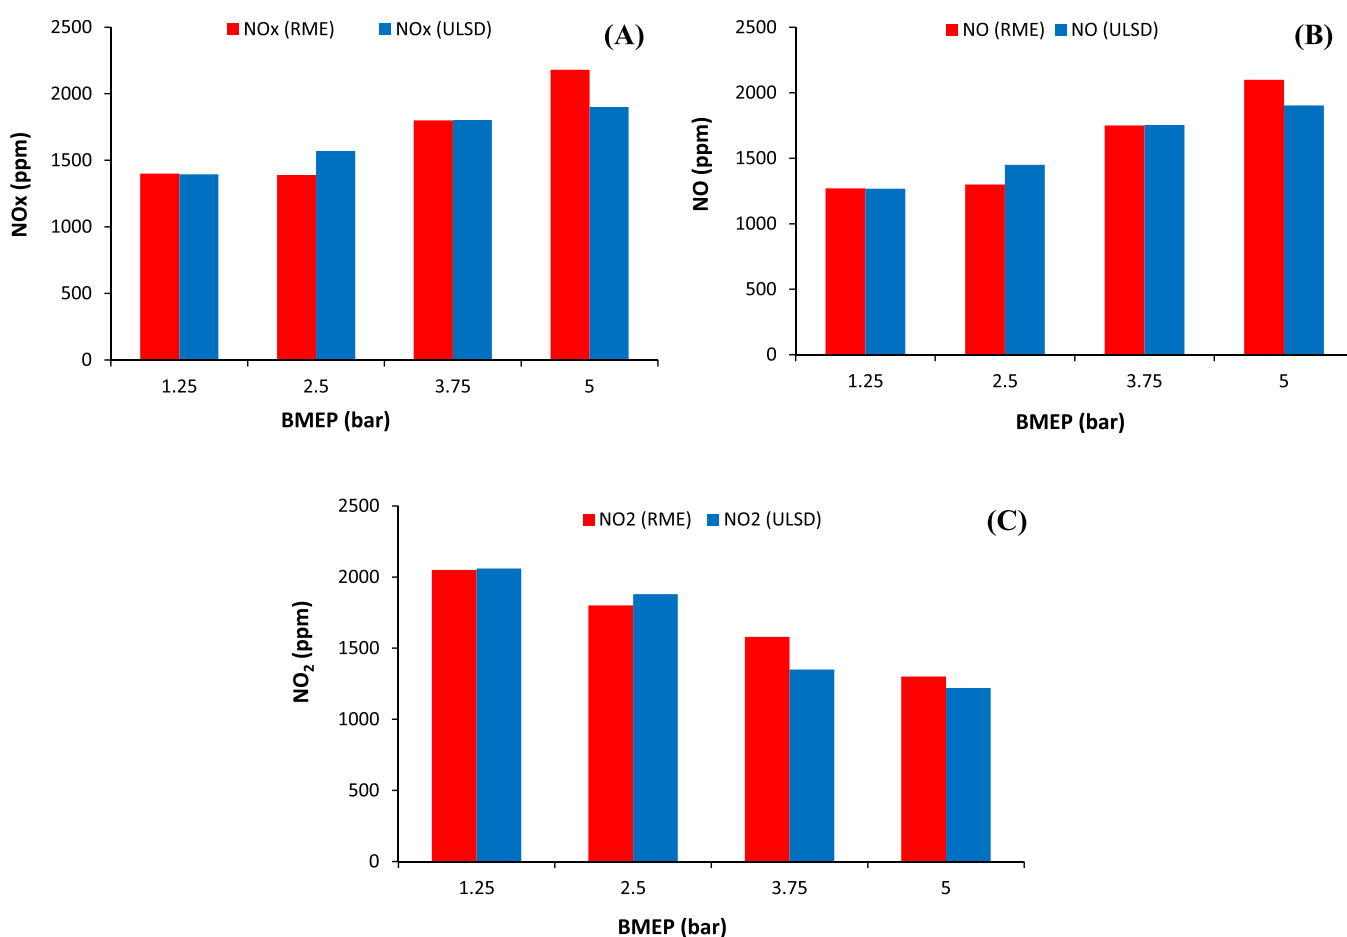 NOx (RME) NOx (ULSD) (A)
2500
2000
1500
1000
500
0
NOx (ppm)
1.25 2.5 3.75 5
BMEP (bar)
NO (RME) NO (ULSD) (B)
2500
2000
1500
1000
500
0
NO (ppm)
1.25 2.5 3.75 5
BMEP (bar)
NO2 (RME) NO2 (ULSD) (C)
2500
2000
1500
1000
500
0
NO₂ (ppm)
1.25 2.5 3.75 5
BMEP (bar)